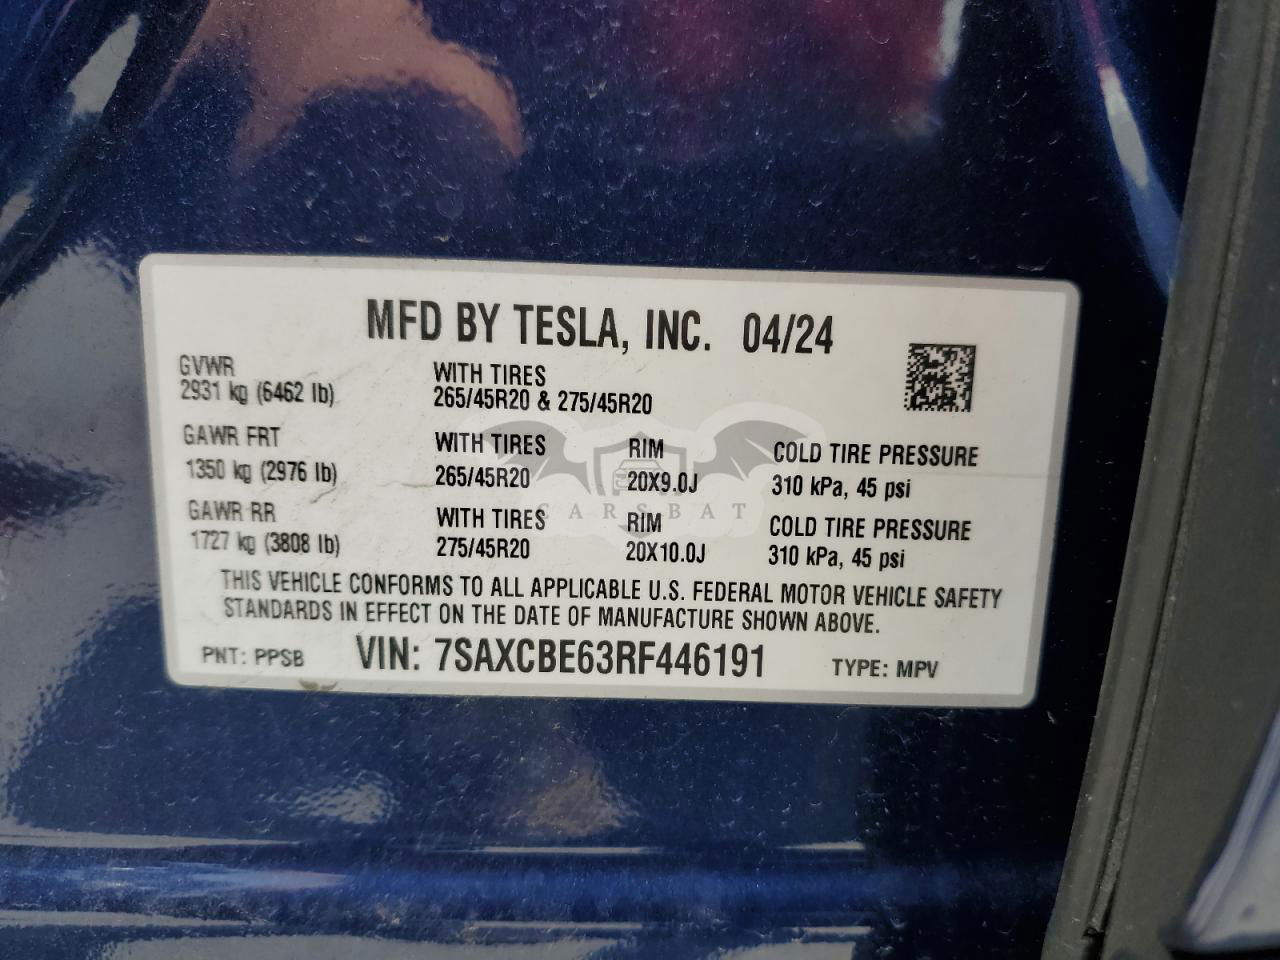 MFD BY TESLA, INC. 04/24
GVWR
2931 kg (6462 lb)
WITH TIRES
265/45R20 & 275/45R20
GAWR FRT
1350 kg (2976 lb)
WITH TIRES
265/45R20
RIM
20X9.0J
COLD TIRE PRESSURE
310 kPa, 45 psi
GAWR RR
1727 kg (3808 lb)
WITH TIRES
275/45R20
RIM
20X10.0J
COLD TIRE PRESSURE
310 kPa, 45 psi
CARSBAT
THIS VEHICLE CONFORMS TO ALL APPLICABLE U.S. FEDERAL MOTOR VEHICLE SAFETY
STANDARDS IN EFFECT ON THE DATE OF MANUFACTURE SHOWN ABOVE.
PNT: PPSB
VIN: 7SAXCBE63RF446191
TYPE: MPV